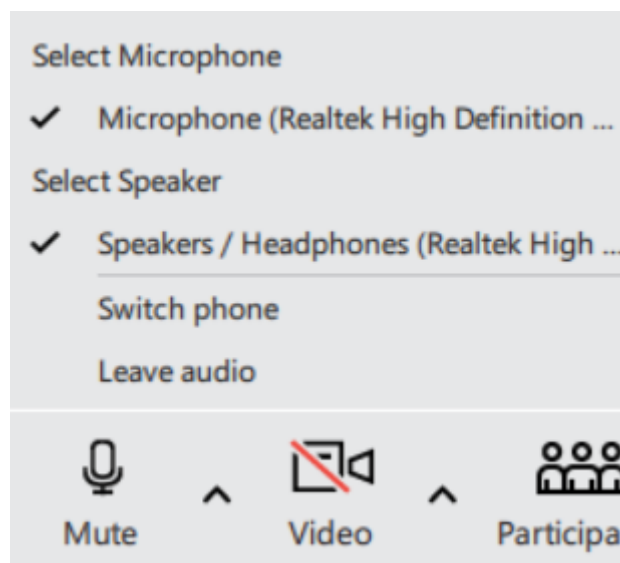 Select Microphone
Microphone (Realtek High Definition ...
Select Speaker
Speakers / Headphones (Realtek High ...
Switch phone
Leave audio
Mute Video Participa